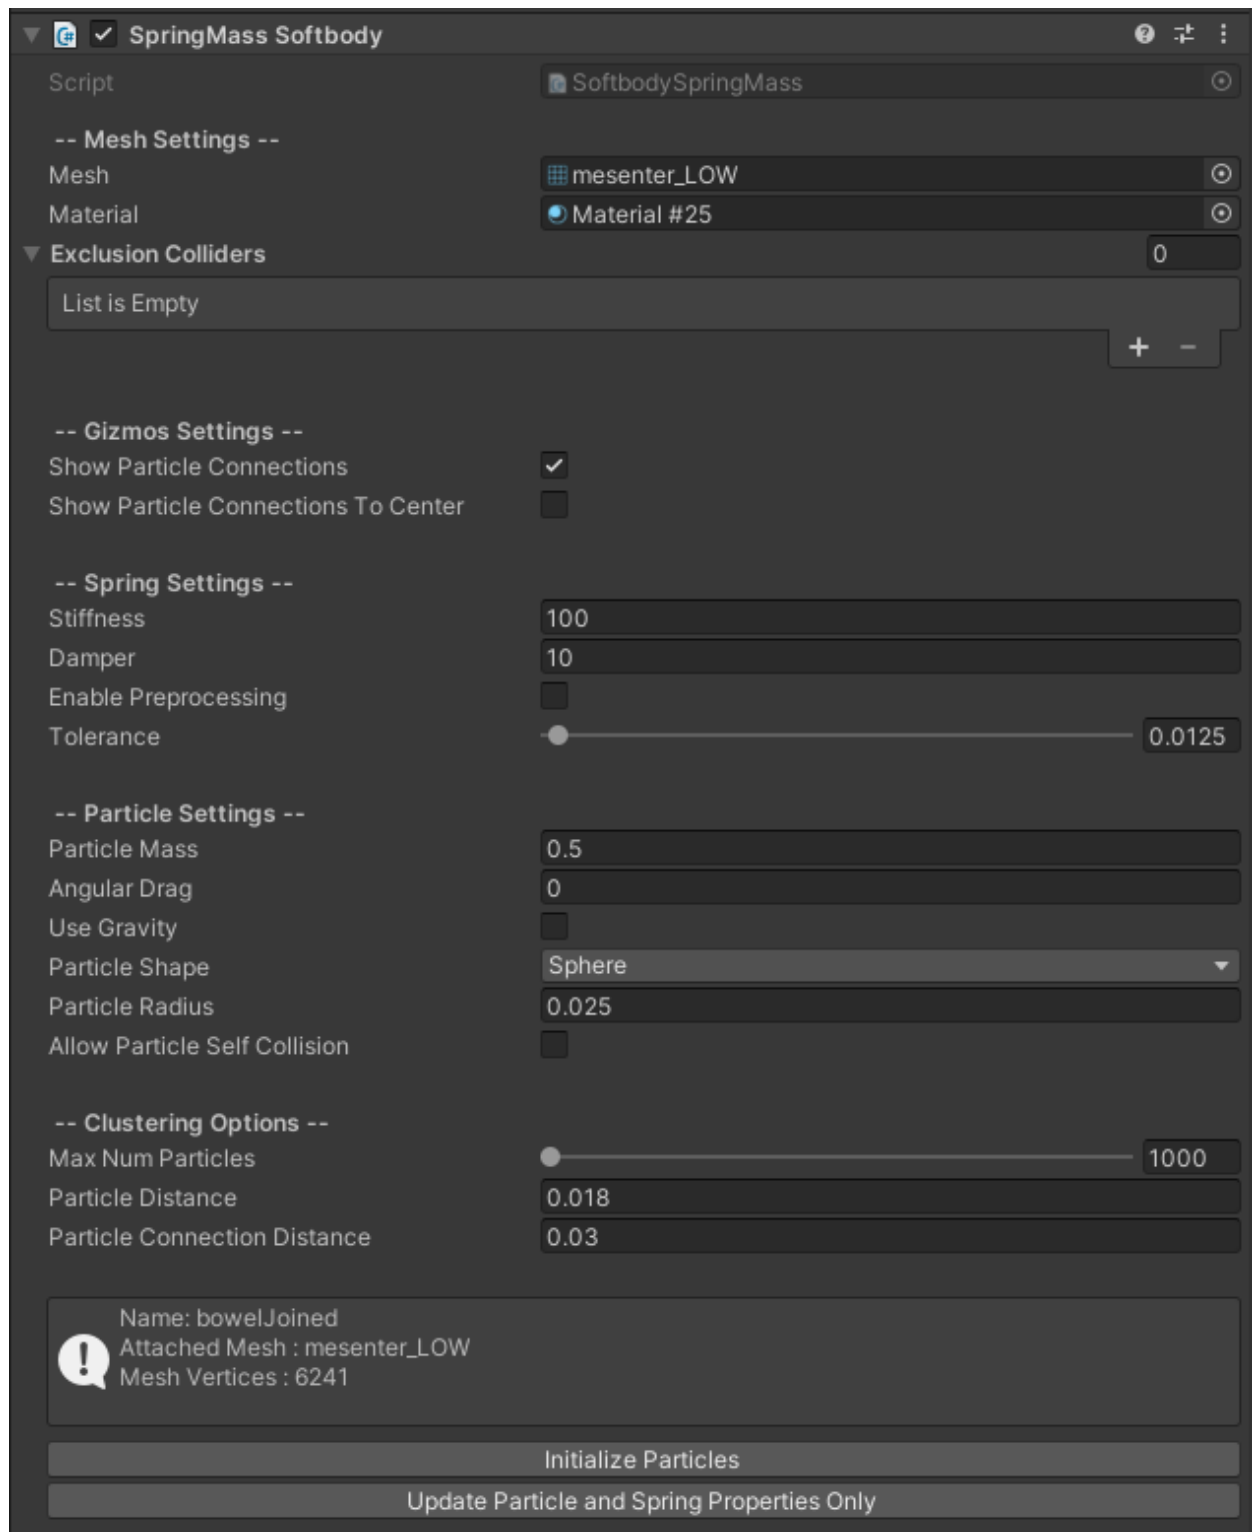 SpringMass Softbody
Script SoftbodySpringMass
-- Mesh Settings --
Mesh mesenter_LOW
Material Material #25
Exclusion Colliders 0
List is Empty
+ −
-- Gizmos Settings --
Show Particle Connections
Show Particle Connections To Center
-- Spring Settings --
Stiffness 100
Damper 10
Enable Preprocessing
Tolerance 0.0125
-- Particle Settings --
Particle Mass 0.5
Angular Drag 0
Use Gravity
Particle Shape Sphere
Particle Radius 0.025
Allow Particle Self Collision
-- Clustering Options --
Max Num Particles 1000
Particle Distance 0.018
Particle Connection Distance 0.03
Name: bowelJoined
Attached Mesh : mesenter_LOW
Mesh Vertices : 6241
Initialize Particles
Update Particle and Spring Properties Only